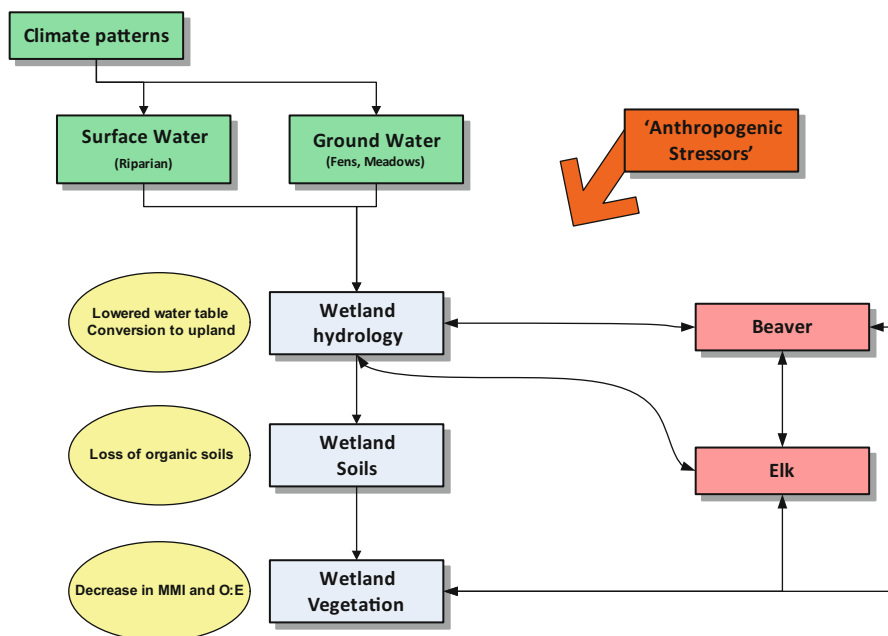 Climate patterns
Surface Water
(Riparian)
Ground Water
(Fens, Meadows)
‘Anthropogenic
Stressors’
Lowered water table
Conversion to upland
Wetland
hydrology
Beaver
Loss of organic soils
Wetland
Soils
Elk
Decrease in MMI and O:E
Wetland
Vegetation